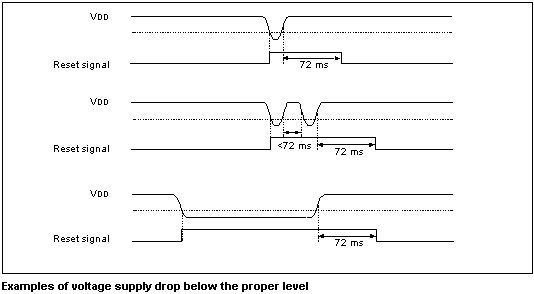 VDD
Reset signal
72 ms
VDD
Reset signal
<72 ms
72 ms
VDD
Reset signal
72 ms
Examples of voltage supply drop below the proper level